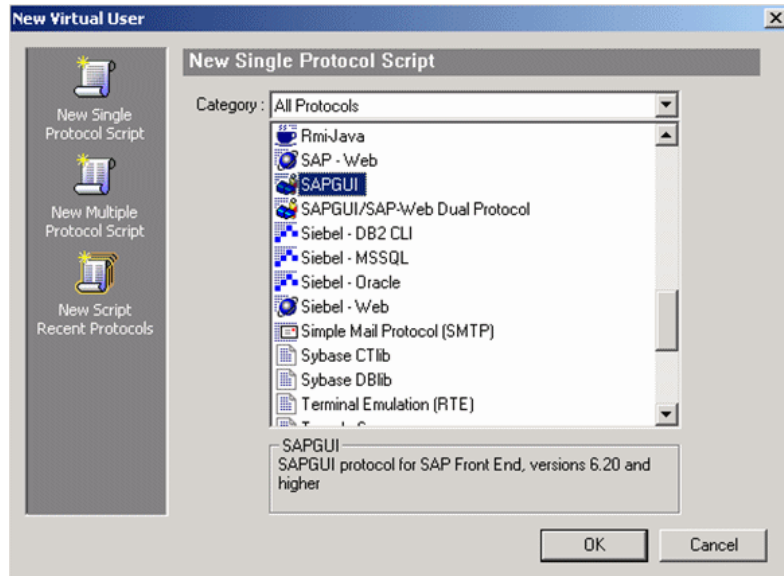 New Virtual User
New Single
Protocol Script
New Multiple
Protocol Script
New Script
Recent Protocols
New Single Protocol Script
Category : All Protocols
Rmi-Java
SAP - Web
SAPGUI
SAPGUI/SAP-Web Dual Protocol
Siebel - DB2 CLI
Siebel - MSSQL
Siebel - Oracle
Siebel - Web
Simple Mail Protocol (SMTP)
Sybase CTlib
Sybase DBlib
Terminal Emulation (RTE)
SAPGUI
SAPGUI protocol for SAP Front End, versions 6.20 and
higher
OK Cancel